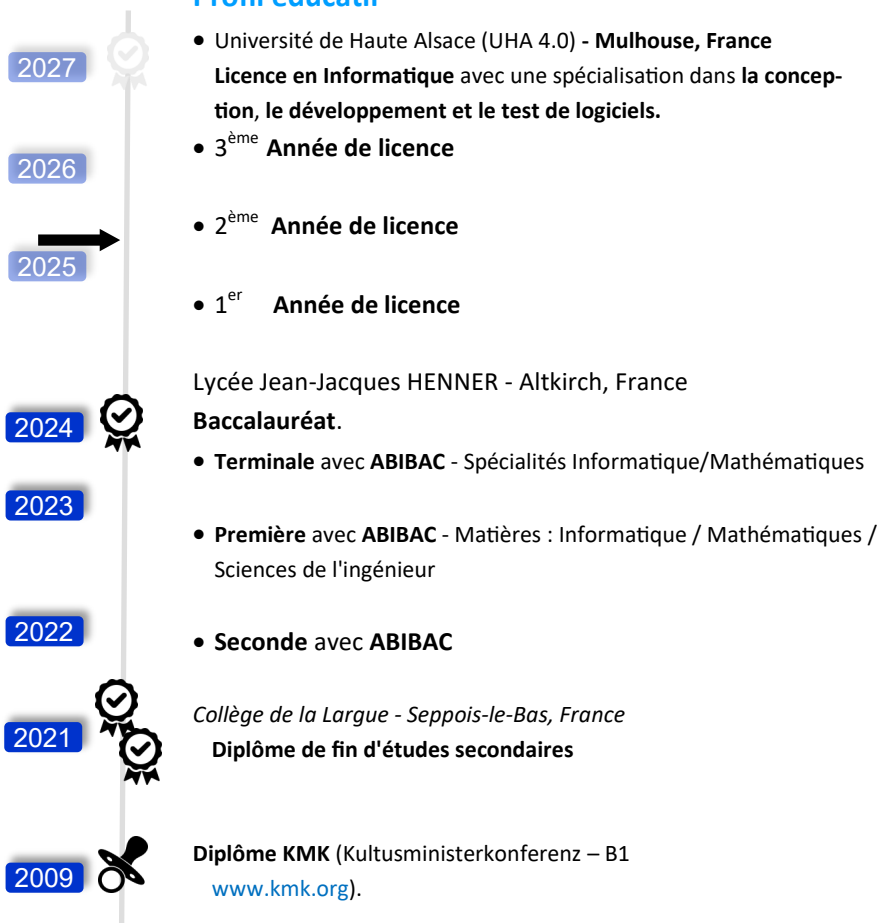 Profil éducatif
2027
• Université de Haute Alsace (UHA 4.0) - Mulhouse, France
Licence en Informatique avec une spécialisation dans la concep-
tion, le développement et le test de logiciels.
• 3ème Année de licence
2026
• 2ème Année de licence
2025
• 1er Année de licence
Lycée Jean-Jacques HENNER - Altkirch, France
2024
Baccalauréat.
• Terminale avec ABIBAC - Spécialités Informatique/Mathématiques
2023
• Première avec ABIBAC - Matières : Informatique / Mathématiques /
Sciences de l'ingénieur
2022
• Seconde avec ABIBAC
Collège de la Largue - Seppois-le-Bas, France
2021
Diplôme de fin d'études secondaires
Diplôme KMK (Kultusministerkonferenz – B1
2009
www.kmk.org).